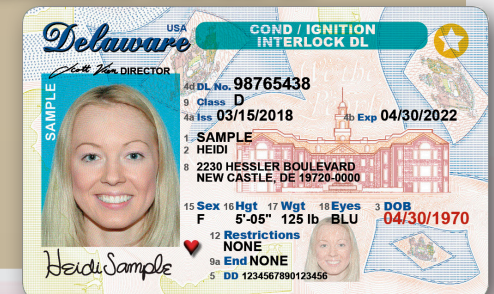 Delaware USA
COND / IGNITION
INTERLOCK DL
DIRECTOR
SAMPLE
4d DL No. 98765438
9 Class D
4a Iss 03/15/2018 4b Exp 04/30/2022
1 SAMPLE
2 HEIDI
8 2230 HESSLER BOULEVARD
NEW CASTLE, DE 19720-0000
15 Sex 16 Hgt 17 Wgt 18 Eyes 3 DOB
F 5'-05" 125 lb BLU 04/30/1970
12 Restrictions
NONE
9a End NONE
5 DD 1234567890123456
Heidi Sample